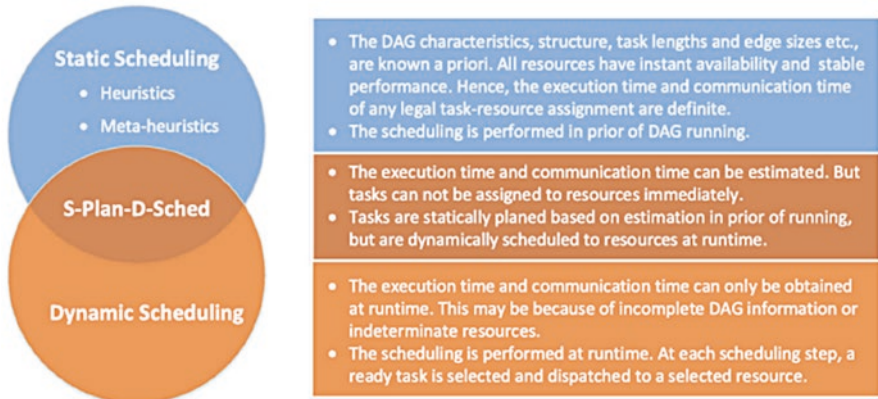 Static Scheduling
• Heuristics
• Meta-heuristics
S-Plan-D-Sched
Dynamic Scheduling
• The DAG characteristics, structure, task lengths and edge sizes etc.,
are known a priori. All resources have instant availability and stable
performance. Hence, the execution time and communication time
of any legal task-resource assignment are definite.
• The scheduling is performed in prior of DAG running.
• The execution time and communication time can be estimated. But
tasks can not be assigned to resources immediately.
• Tasks are statically planed based on estimation in prior of running,
but are dynamically scheduled to resources at runtime.
• The execution time and communication time can only be obtained
at runtime. This may be because of incomplete DAG information or
indeterminate resources.
• The scheduling is performed at runtime. At each scheduling step, a
ready task is selected and dispatched to a selected resource.